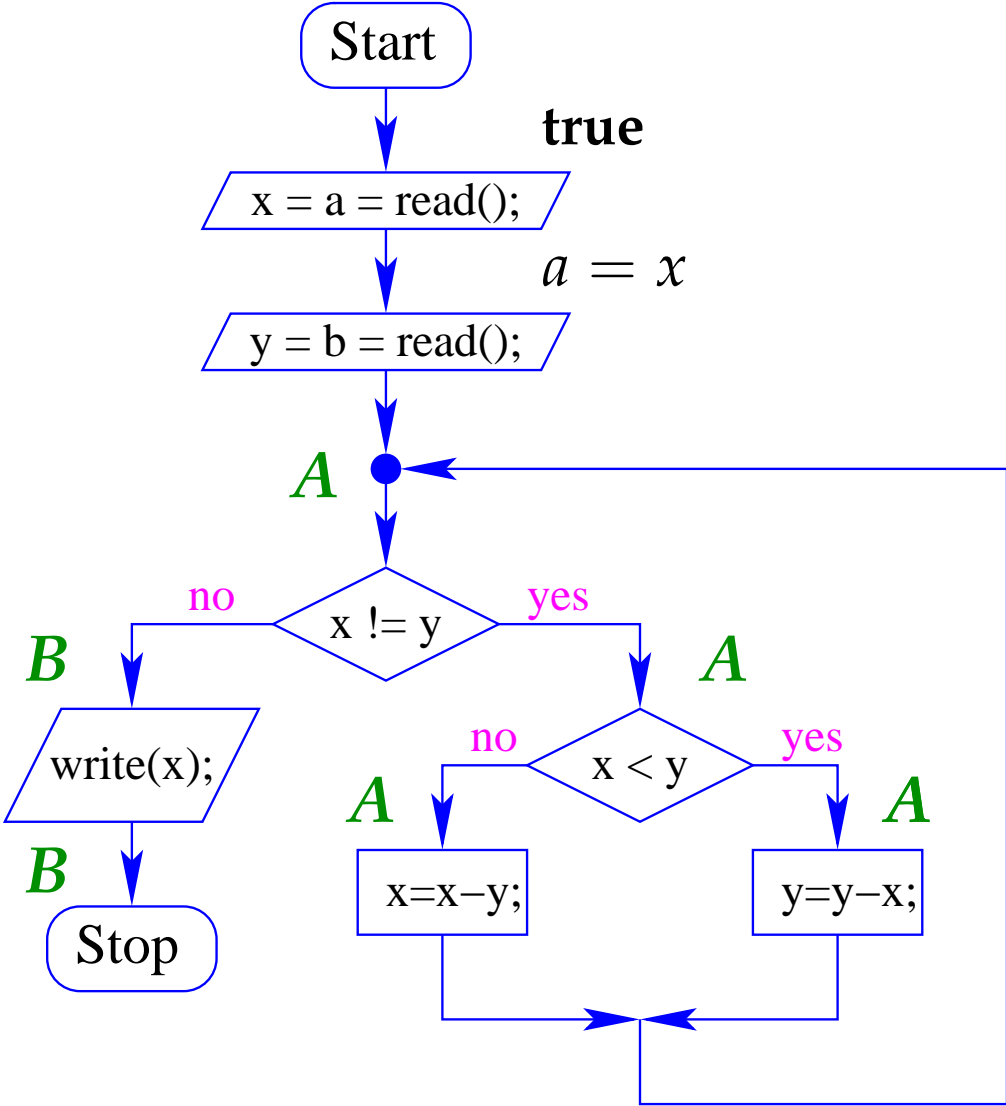 Start
true
x = a = read();
a = x
y = b = read();
A
no
yes
x != y
B
A
no
yes
write(x);
x < y
A
A
B
x=x−y;
y=y−x;
Stop